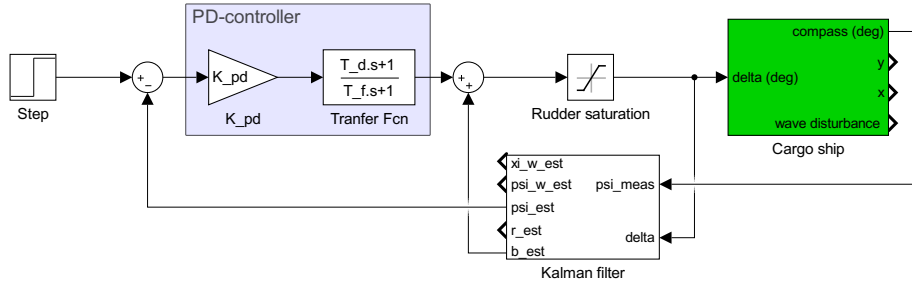 PD-controller
compass (deg)
y
delta (deg)
x
wave disturbance
Cargo ship
Step
+
−
K_pd
K_pd
T_d.s+1
T_f.s+1
Tranfer Fcn
+
+
Rudder saturation
xi_w_est
psi_w_est
psi_est
r_est
b_est
psi_meas
delta
Kalman filter